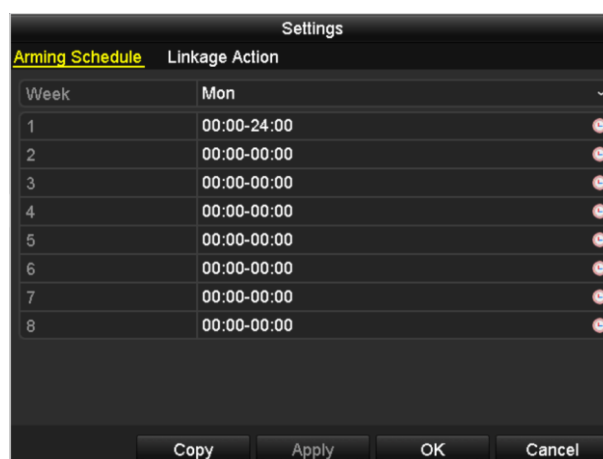 Settings
Arming Schedule Linkage Action
Week Mon
1 00:00-24:00
2 00:00-00:00
3 00:00-00:00
4 00:00-00:00
5 00:00-00:00
6 00:00-00:00
7 00:00-00:00
8 00:00-00:00
Copy Apply OK Cancel